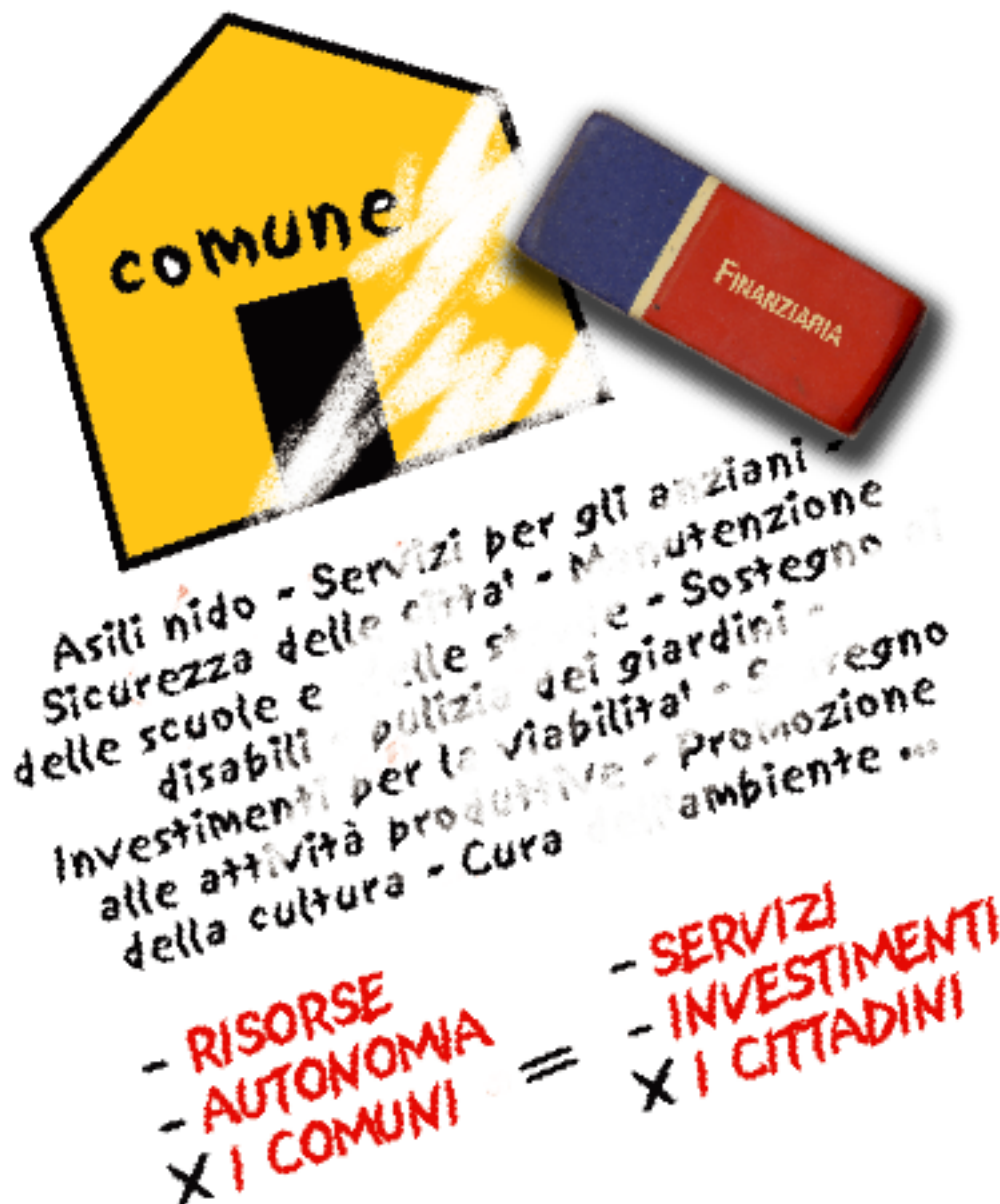 comune
FINANZIARIA
Asili nido - Servizi per gli anziani -
Sicurezza delle citta' - Manutenzione
delle scuole e delle strade - Sostegno ai
disabili - pulizia dei giardini -
Investimenti per la viabilita' - Sostegno
alle attività produttive - Promozione
della cultura - Cura dell'ambiente ...
- RISORSE
- AUTONOMIA
X I COMUNI
=
- SERVIZI
- INVESTIMENTI
X I CITTADINI